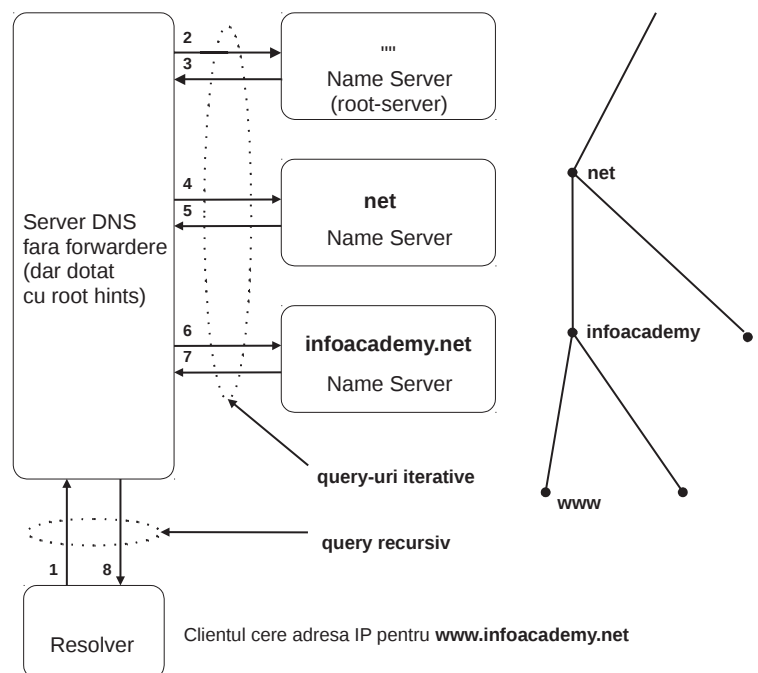 2
""
3
Name Server
(root-server)
net
4
net
5
Name Server
Server DNS
fara forwardere
(dar dotat
cu root hints)
6
infoacademy.net
7
Name Server
infoacademy
query-uri iterative
www
query recursiv
1
8
Resolver
Clientul cere adresa IP pentru www.infoacademy.net